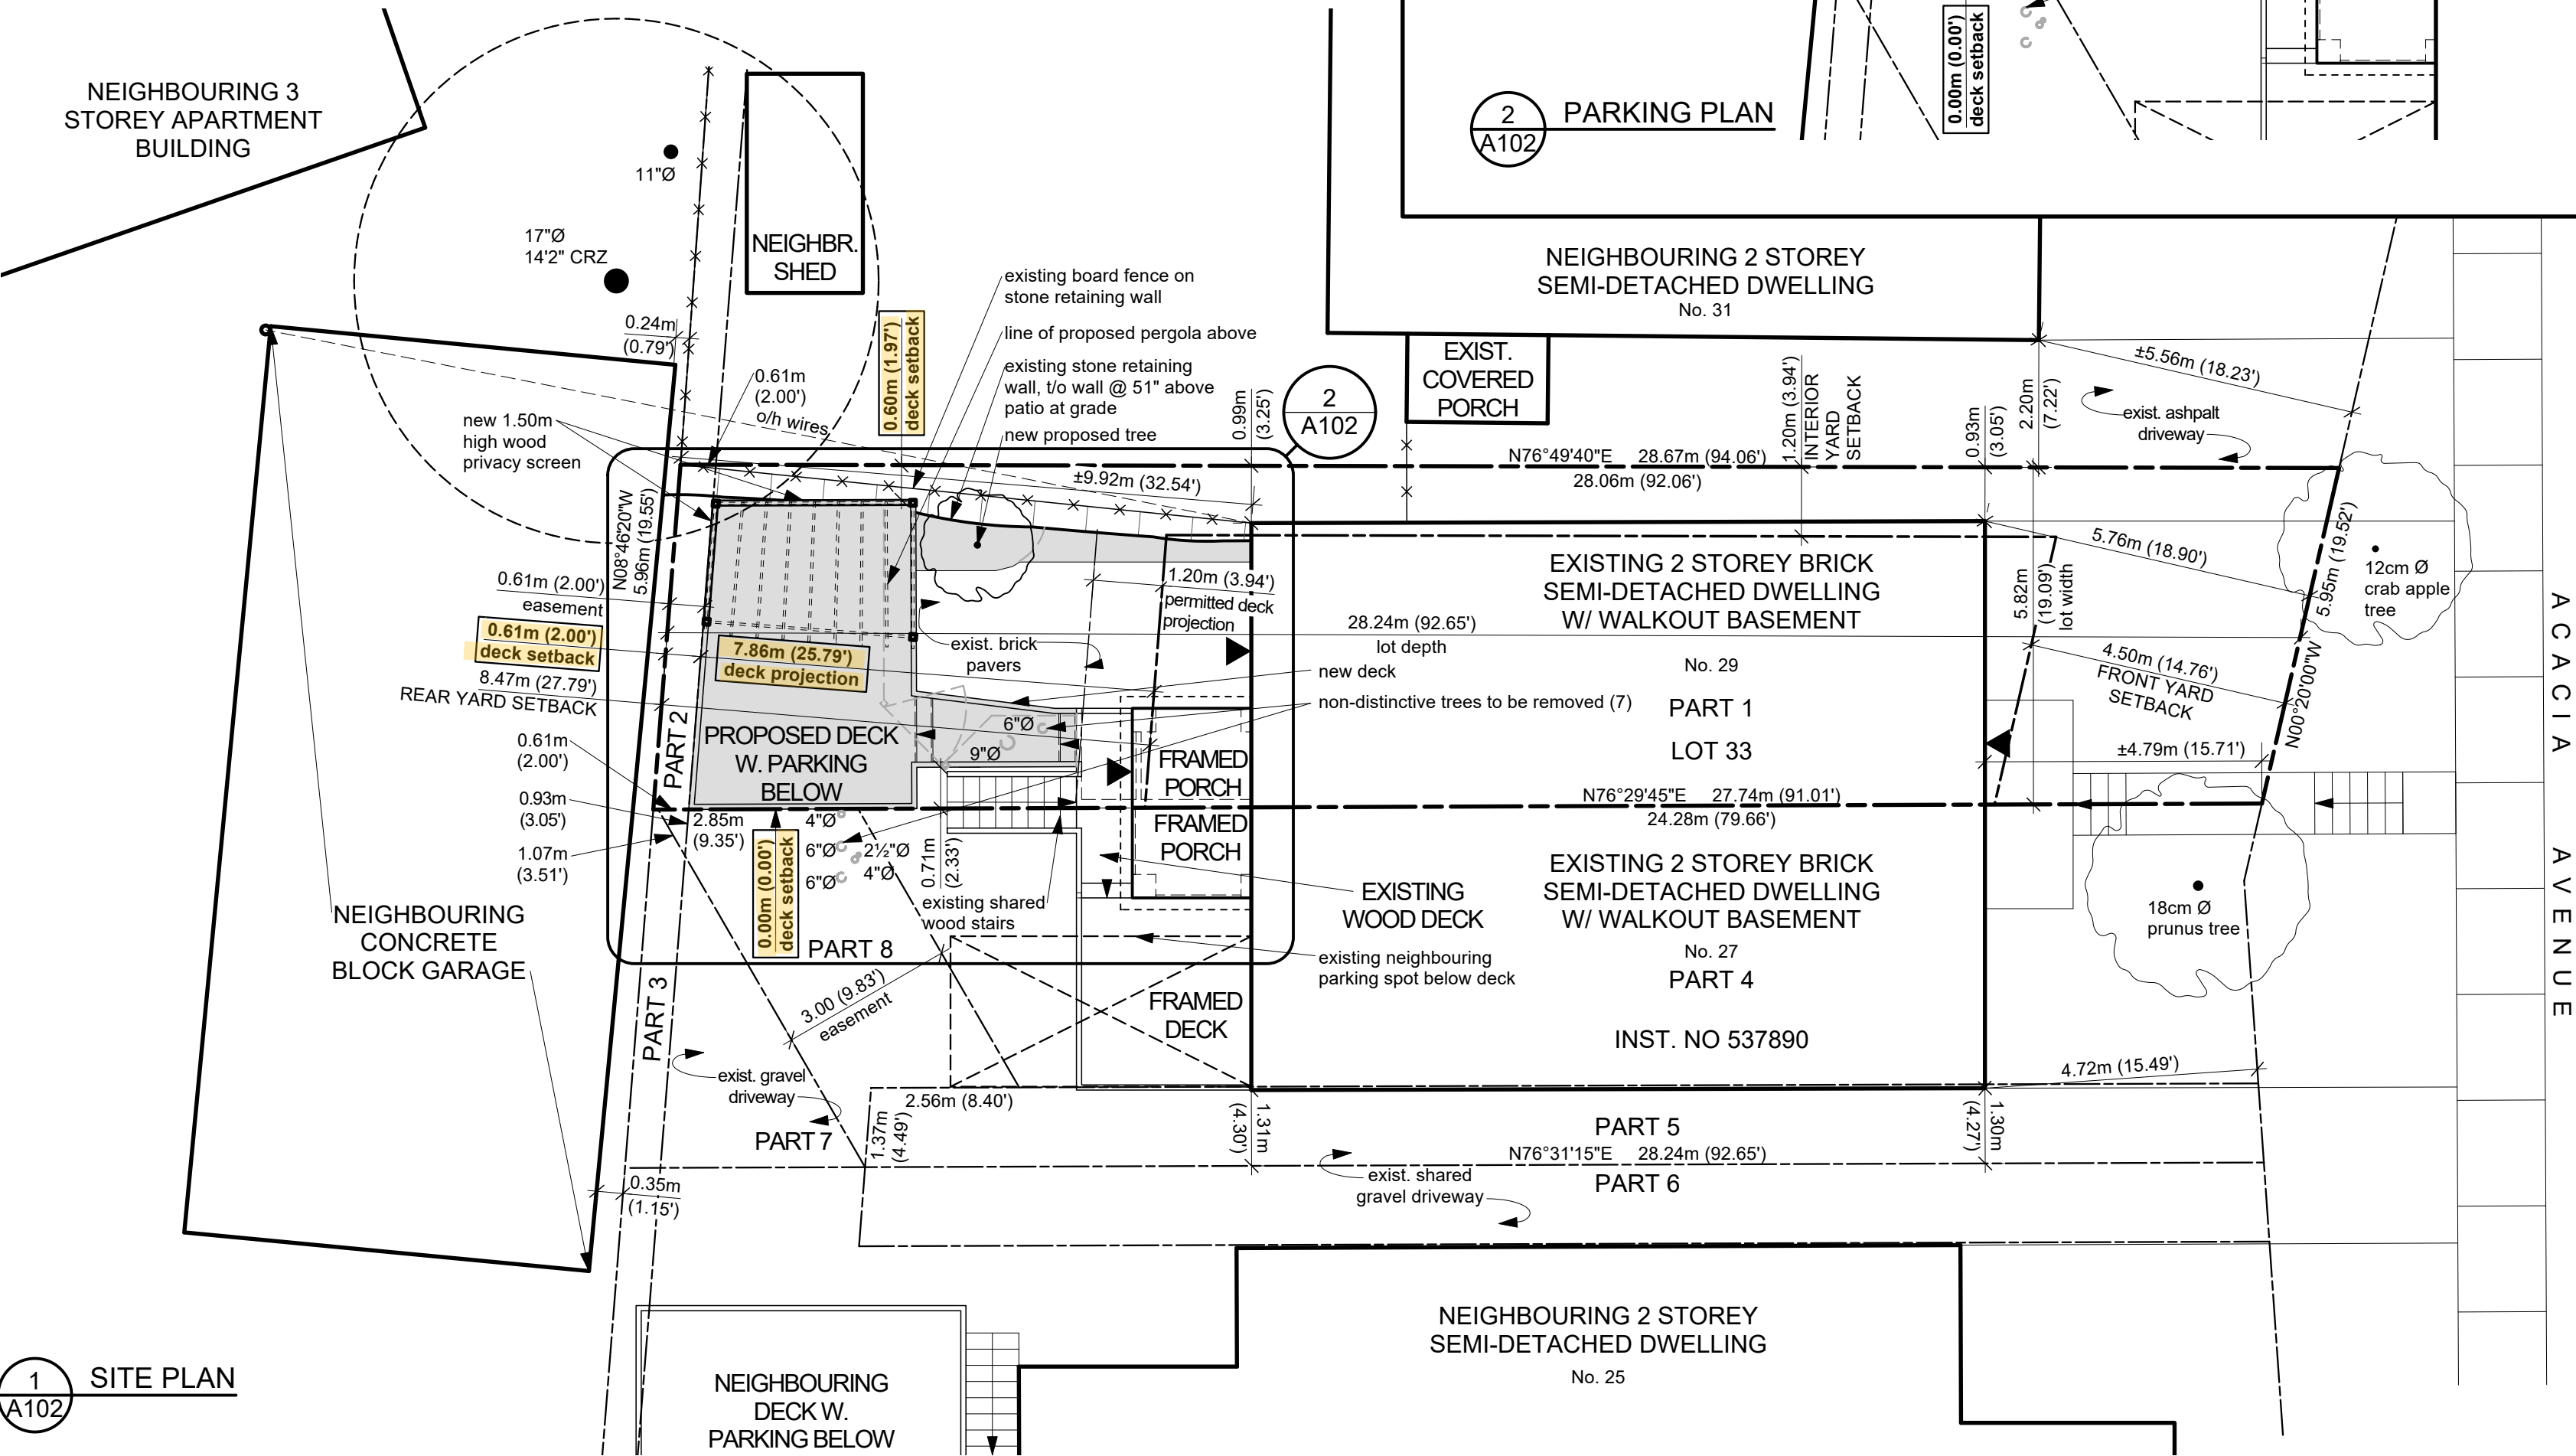 NEIGHBOURING 3
STOREY APARTMENT
BUILDING
11"Ø
17"Ø
14'2" CRZ
NEIGHBR.
SHED
0.24m
(0.79')
0.61m
(2.00')
o/h wires
0.60m (1.97')
deck setback
existing board fence on
stone retaining wall
line of proposed pergola above
existing stone retaining
wall, t/o wall @ 51" above
patio at grade
new proposed tree
new 1.50m
high wood
privacy screen
0.99m
(3.25')
2
A102
2
A102
PARKING PLAN
0.00m (0.00')
deck setback
NEIGHBOURING 2 STOREY
SEMI-DETACHED DWELLING
No. 31
EXIST.
COVERED
PORCH
1.20m (3.94')
INTERIOR
YARD
SETBACK
0.93m
(3.05')
2.20m
(7.22')
±5.56m (18.23')
exist. ashpalt
driveway
N76°49'40"E 28.67m (94.06')
28.06m (92.06')
±9.92m (32.54')
N08°46'20"W
5.96m (19.55')
0.61m (2.00')
easement
0.61m (2.00')
deck setback
8.47m (27.79')
REAR YARD SETBACK
7.86m (25.79')
deck projection
exist. brick
pavers
1.20m (3.94')
permitted deck
projection
28.24m (92.65')
lot depth
new deck
non-distinctive trees to be removed (7)
EXISTING 2 STOREY BRICK
SEMI-DETACHED DWELLING
W/ WALKOUT BASEMENT
No. 29
PART 1
LOT 33
5.82m
(19.09')
lot width
5.76m (18.90')
5.95m (19.52')
N00°20'00"W
12cm Ø
crab apple
tree
4.50m (14.76')
FRONT YARD
SETBACK
±4.79m (15.71')
ACACIA AVENUE
PART 2
PROPOSED DECK
W. PARKING
BELOW
6"Ø
9"Ø
FRAMED
PORCH
FRAMED
PORCH
0.61m
(2.00')
0.93m
(3.05')
1.07m
(3.51')
2.85m
(9.35')
0.00m (0.00')
deck setback
4"Ø
6"Ø
2½"Ø
4"Ø
6"Ø
0.71m
(2.33')
existing shared
wood stairs
PART 8
EXISTING
WOOD DECK
existing neighbouring
parking spot below deck
N76°29'45"E 27.74m (91.01')
24.28m (79.66')
EXISTING 2 STOREY BRICK
SEMI-DETACHED DWELLING
W/ WALKOUT BASEMENT
No. 27
PART 4
INST. NO 537890
18cm Ø
prunus tree
NEIGHBOURING
CONCRETE
BLOCK GARAGE
PART 3
3.00 (9.83')
easement
FRAMED
DECK
exist. gravel
driveway
PART 7
2.56m (8.40')
1.37m
(4.49')
1.31m
(4.30')
1.30m
(4.27')
4.72m (15.49')
PART 5
N76°31'15"E 28.24m (92.65')
PART 6
exist. shared
gravel driveway
0.35m
(1.15')
NEIGHBOURING 2 STOREY
SEMI-DETACHED DWELLING
No. 25
NEIGHBOURING
DECK W.
PARKING BELOW
1
A102
SITE PLAN